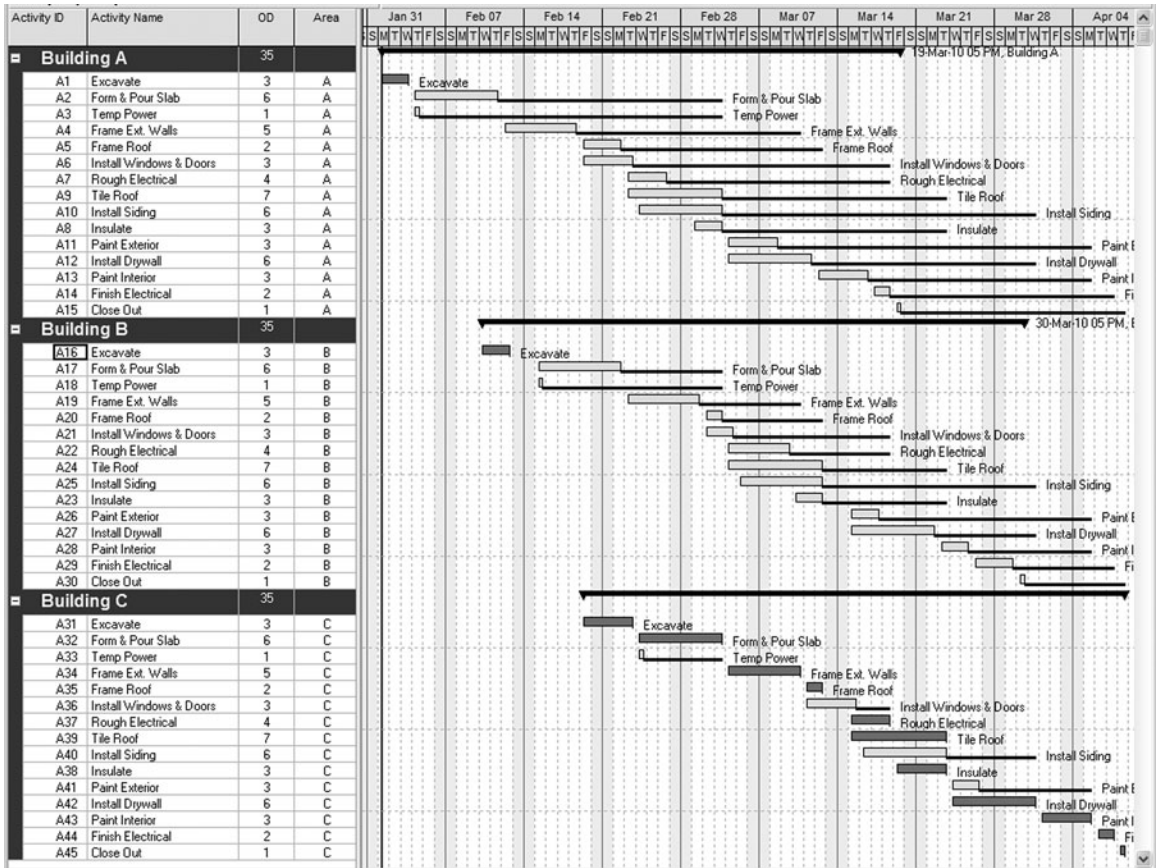 Activity ID Activity Name OD Area Jan 31 Feb 07 Feb 14 Feb 21 Feb 28 Mar 07 Mar 14 Mar 21 Mar 28 Apr 04
S M T W T F S S M T W T F S S M T W T F S S M T W T F S S M T W T F S S M T W T F S S M T W T F S S M T W T F S S M T W T F S S M T W T F
Building A 35 19-Mar-10 05 PM, Building A
A1 Excavate 3 A Excavate
A2 Form & Pour Slab 6 A Form & Pour Slab
A3 Temp Power 1 A Temp Power
A4 Frame Ext. Walls 5 A Frame Ext. Walls
A5 Frame Roof 2 A Frame Roof
A6 Install Windows & Doors 3 A Install Windows & Doors
A7 Rough Electrical 4 A Rough Electrical
A9 Tile Roof 7 A Tile Roof
A10 Install Siding 6 A Install Siding
A8 Insulate 3 A Insulate
A11 Paint Exterior 3 A Paint E
A12 Install Drywall 6 A Install Drywall
A13 Paint Interior 3 A Paint I
A14 Finish Electrical 2 A Fi
A15 Close Out 1 A
Building B 35 30-Mar-10 05 PM, B
A16 Excavate 3 B Excavate
A17 Form & Pour Slab 6 B Form & Pour Slab
A18 Temp Power 1 B Temp Power
A19 Frame Ext. Walls 5 B Frame Ext. Walls
A20 Frame Roof 2 B Frame Roof
A21 Install Windows & Doors 3 B Install Windows & Doors
A22 Rough Electrical 4 B Rough Electrical
A24 Tile Roof 7 B Tile Roof
A25 Install Siding 6 B Install Siding
A23 Insulate 3 B Insulate
A26 Paint Exterior 3 B Paint E
A27 Install Drywall 6 B Install Drywall
A28 Paint Interior 3 B Paint I
A29 Finish Electrical 2 B Fi
A30 Close Out 1 B
Building C 35
A31 Excavate 3 C Excavate
A32 Form & Pour Slab 6 C Form & Pour Slab
A33 Temp Power 1 C Temp Power
A34 Frame Ext. Walls 5 C Frame Ext. Walls
A35 Frame Roof 2 C Frame Roof
A36 Install Windows & Doors 3 C Install Windows & Doors
A37 Rough Electrical 4 C Rough Electrical
A39 Tile Roof 7 C Tile Roof
A40 Install Siding 6 C Install Siding
A38 Insulate 3 C Insulate
A41 Paint Exterior 3 C Paint E
A42 Install Drywall 6 C Install Drywall
A43 Paint Interior 3 C Paint I
A44 Finish Electrical 2 C Fi
A45 Close Out 1 C